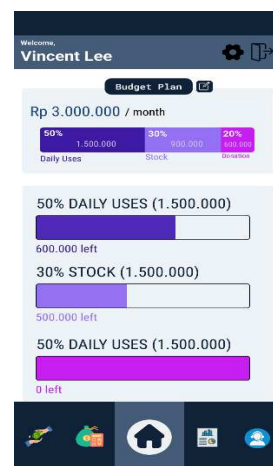 Welcome,
Vincent Lee
Budget Plan
Rp 3.000.000 / month
50% 30% 20%
1.500.000 900.000 600.000
Daily Uses Stock Donation
50% DAILY USES (1.500.000)
600.000 left
30% STOCK (1.500.000)
500.000 left
50% DAILY USES (1.500.000)
0 left